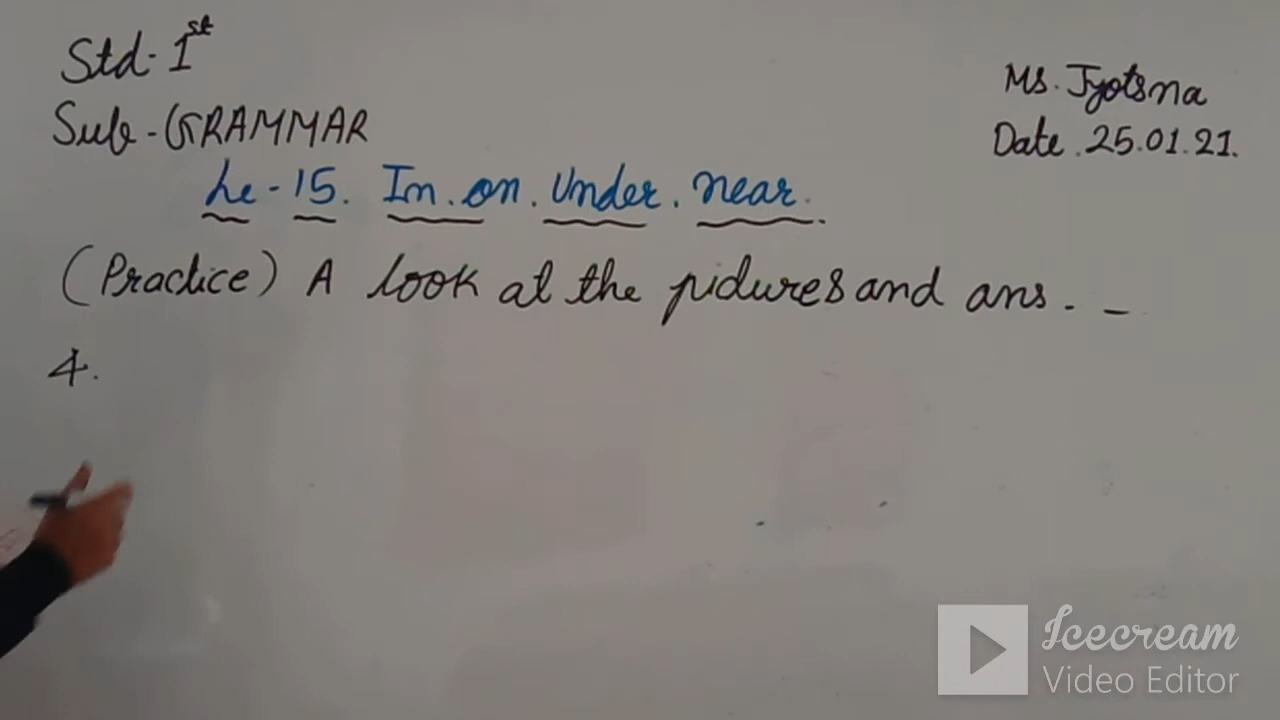 Std- 1st
Sub - GRAMMAR
Ms. Jyotsna
Date. 25.01.21.
Le - 15. In. on. Under. near.
(Practice) A look at the pictures and ans. -
4.
Icecream
Video Editor